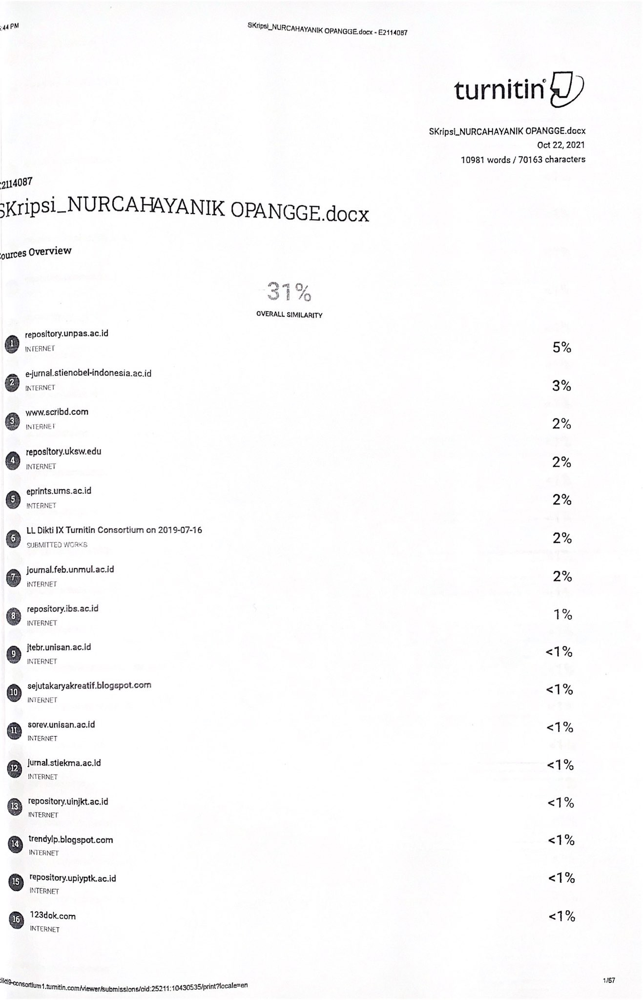 :44 PM
SKripsi_NURCAHAYANIK OPANGGE.docx - E2114087
turnitin
SKripsi_NURCAHAYANIK OPANGGE.docx
Oct 22, 2021
10981 words / 70163 characters
2114087
SKripsi_NURCAHAYANIK OPANGGE.docx
ources Overview
31%
OVERALL SIMILARITY
1 repository.unpas.ac.id
INTERNET
5%
2 e-jurnal.stienobel-indonesia.ac.id
INTERNET
3%
3 www.scribd.com
INTERNET
2%
4 repository.uksw.edu
INTERNET
2%
5 eprints.ums.ac.id
INTERNET
2%
6 LL Dikti IX Turnitin Consortium on 2019-07-16
SUBMITTED WORKS
2%
7 journal.feb.unmul.ac.id
INTERNET
2%
8 repository.ibs.ac.id
INTERNET
1%
9 jtebr.unisan.ac.id
INTERNET
<1%
10 sejutakaryakreatif.blogspot.com
INTERNET
<1%
11 sorev.unisan.ac.id
INTERNET
<1%
12 jurnal.stiekma.ac.id
INTERNET
<1%
13 repository.uinjkt.ac.id
INTERNET
<1%
14 trendylp.blogspot.com
INTERNET
<1%
15 repository.upiyptk.ac.id
INTERNET
<1%
16 123dok.com
INTERNET
<1%
dikti9-consortium1.turnitin.com/viewer/submissions/oid:25211:10430535/print?locale=en
1/67